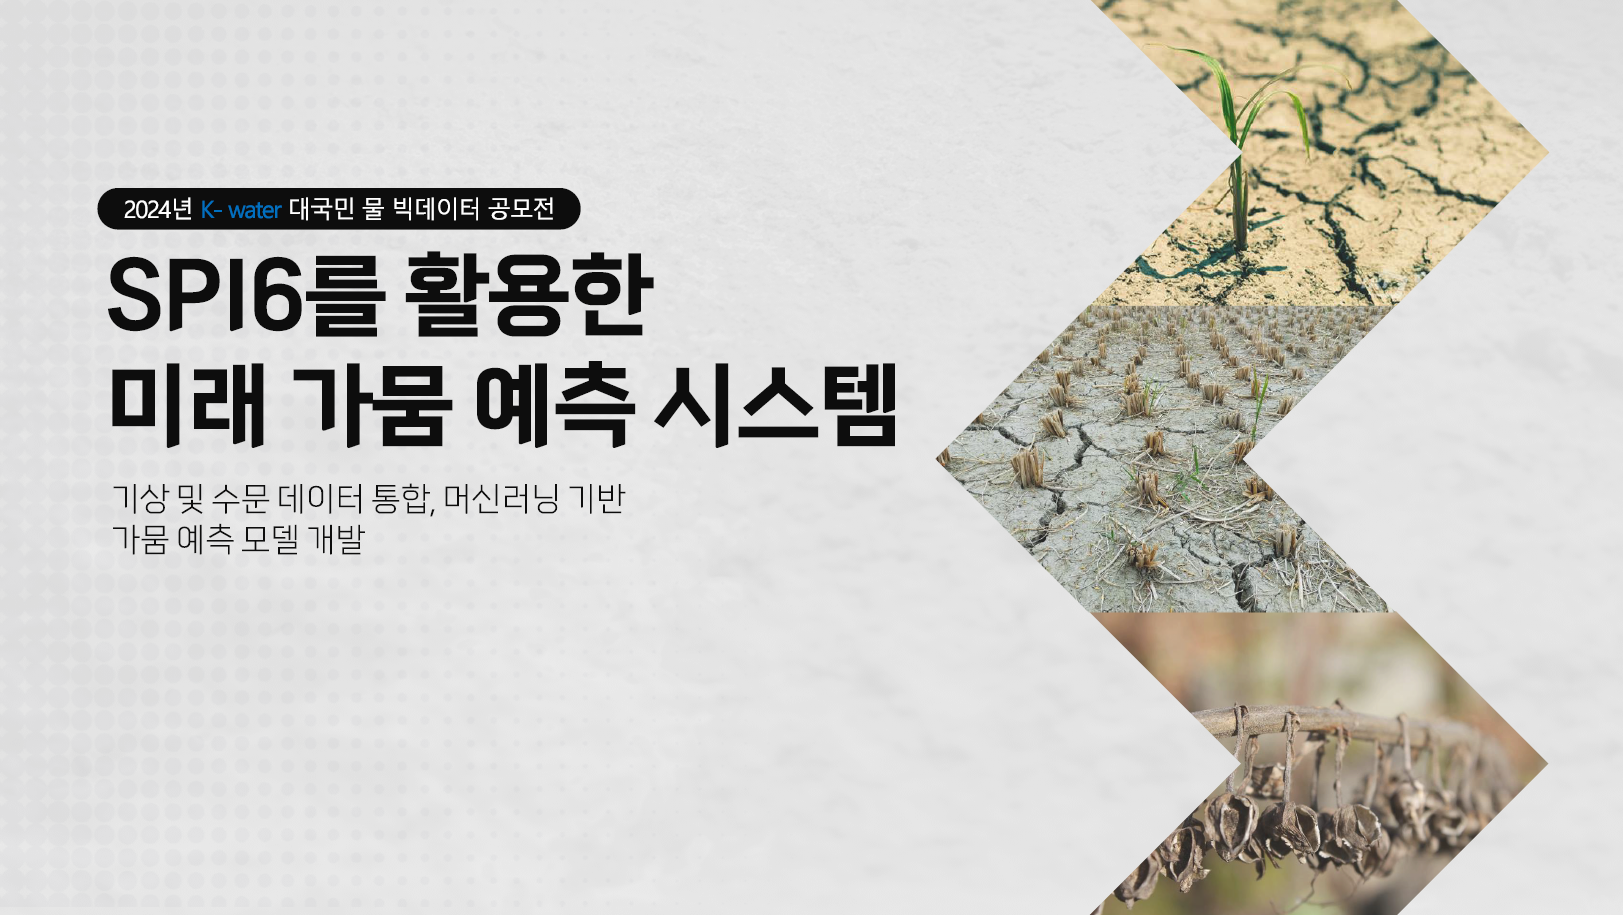 2024년 K- water 대국민 물 빅데이터 공모전
SPI6를 활용한
미래 가뭄 예측 시스템
기상 및 수문 데이터 통합, 머신러닝 기반
가뭄 예측 모델 개발